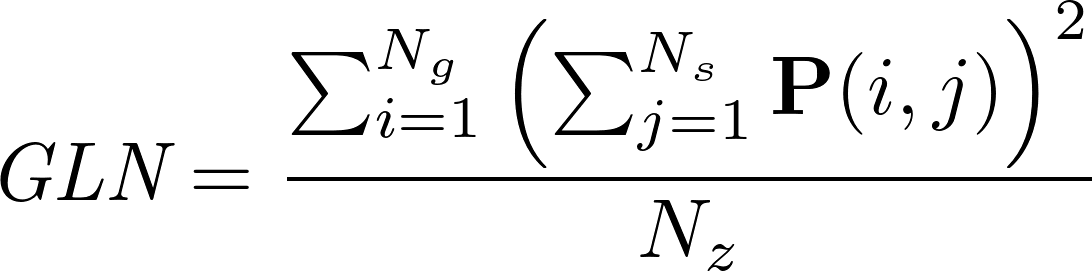 $GLN = \frac{\sum_{i=1}^{N_g} \left( \sum_{j=1}^{N_s} \mathbf{P}(i,j) \right)^2}{N_z}$